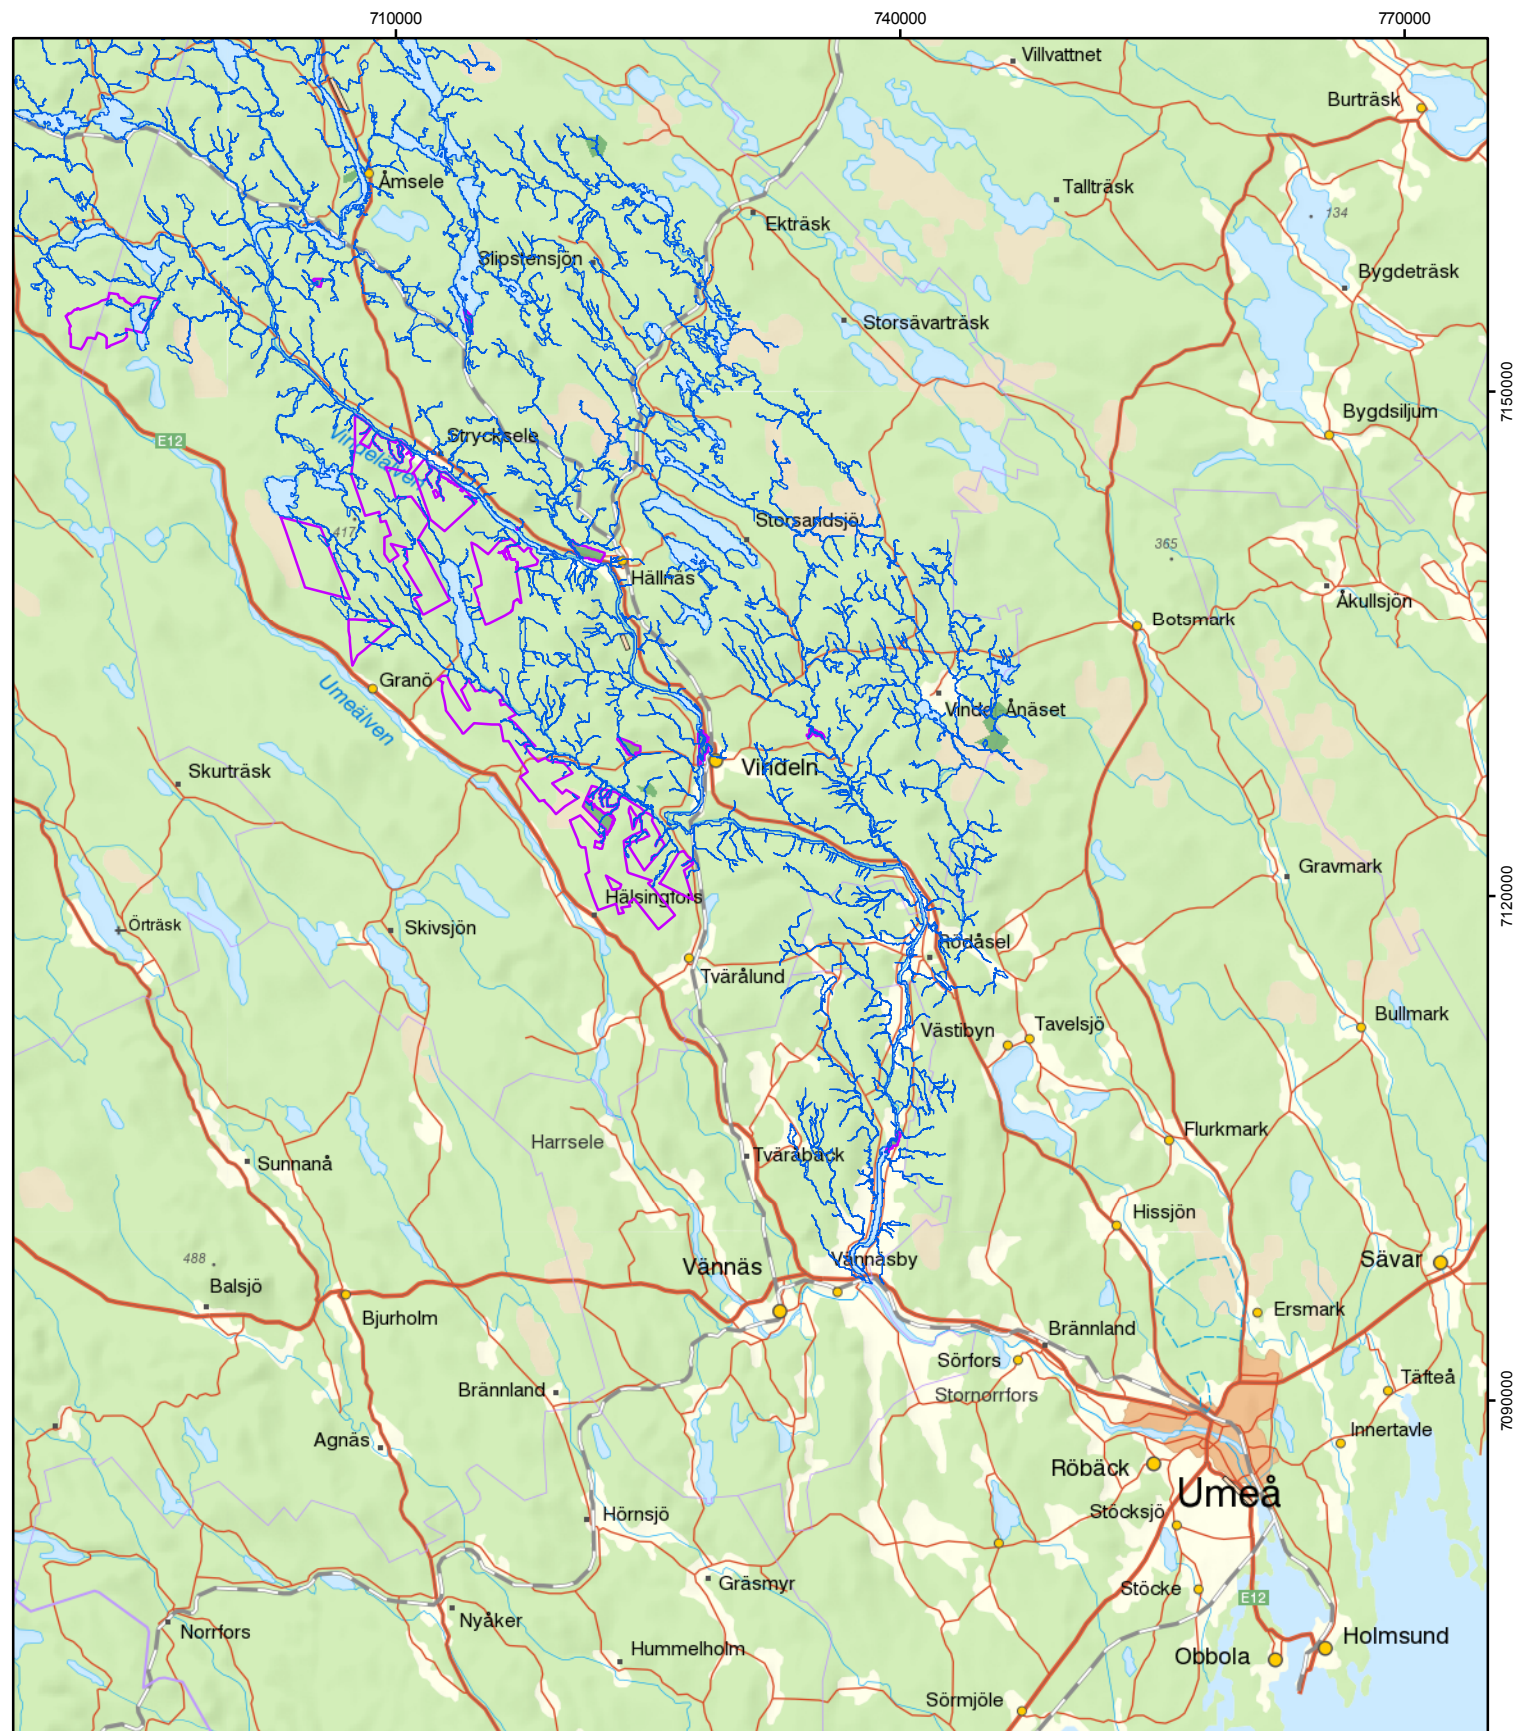 710000
740000
770000
Villvattnet
Burträsk
Åmsele
Tallträsk
134
Ekträsk
Slipstensjön
Bygdeträsk
Storsävarträsk
7150000
Bygdsiljum
Strycksele
E12
Vindelälven
Storsandsjö
417
365
Hällnäs
Åkullsjön
Botsmark
Granö
Umeälven
Ånäset
Vindeln
Skurträsk
Gravmark
Hälsingfors
7120000
Örträsk
Skivsjön
Rödåsel
Tvärålund
Bullmark
Västibyn
Tavelsjö
Flurkmark
Harrsele
Tväråback
Sunnanå
Hissjön
488
Vännäsby
Sävar
Vännäs
Balsjö
Ersmark
Bjurholm
Brännland
Sörfors
Täfteå
Brännland
Stornorrfors
7090000
Innertavle
Agnäs
Röbäck
Umeå
Hörnsjö
Stöcksjö
Gräsmyr
Stöcke
E12
Nyåker
Norrfors
Holmsund
Hummelholm
Obbola
Sörmjöle